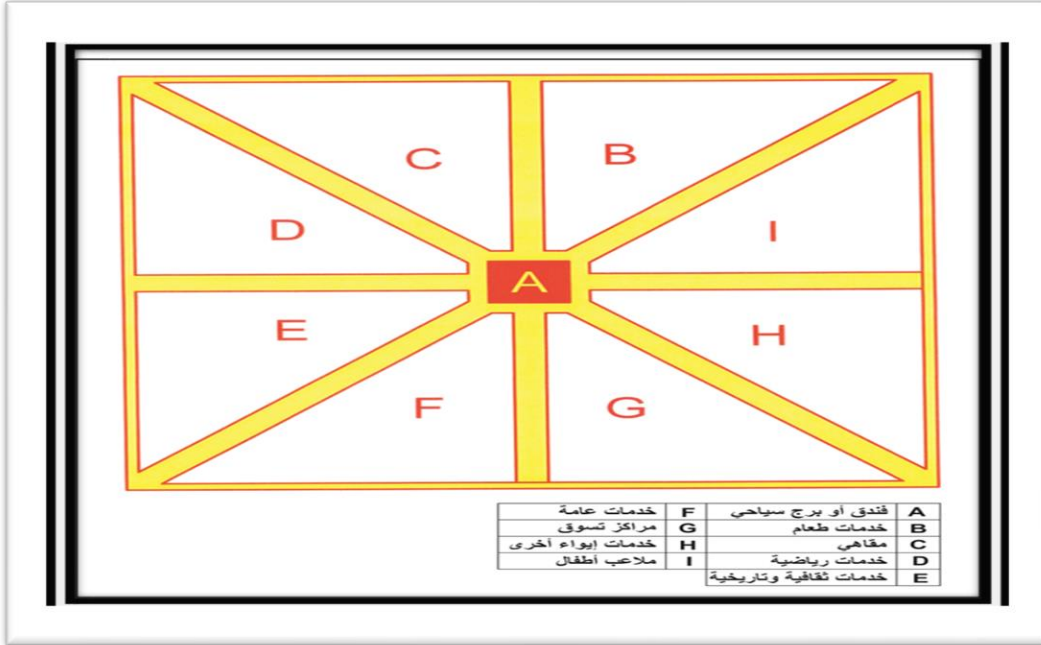 C B
D I
A
E H
F G
A فندق أو برج سياحي F خدمات عامة
B خدمات طعام G مراكز تسوق
C مقاهي H خدمات إيواء أخرى
D خدمات رياضية I ملاعب أطفال
E خدمات ثقافية وتاريخية